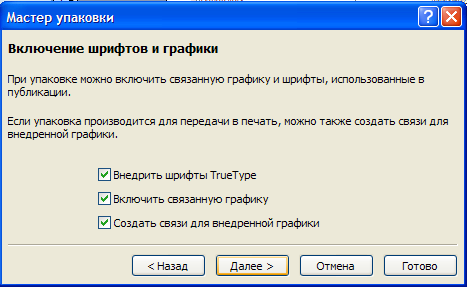 Мастер упаковки
Включение шрифтов и графики
При упаковке можно включить связанную графику и шрифты, использованные в
публикации.
Если упаковка производится для передачи в печать, можно также создать связи для
внедренной графики.
Внедрить шрифты TrueType
Включить связанную графику
Создать связи для внедренной графики
< Назад Далее > Отмена Готово